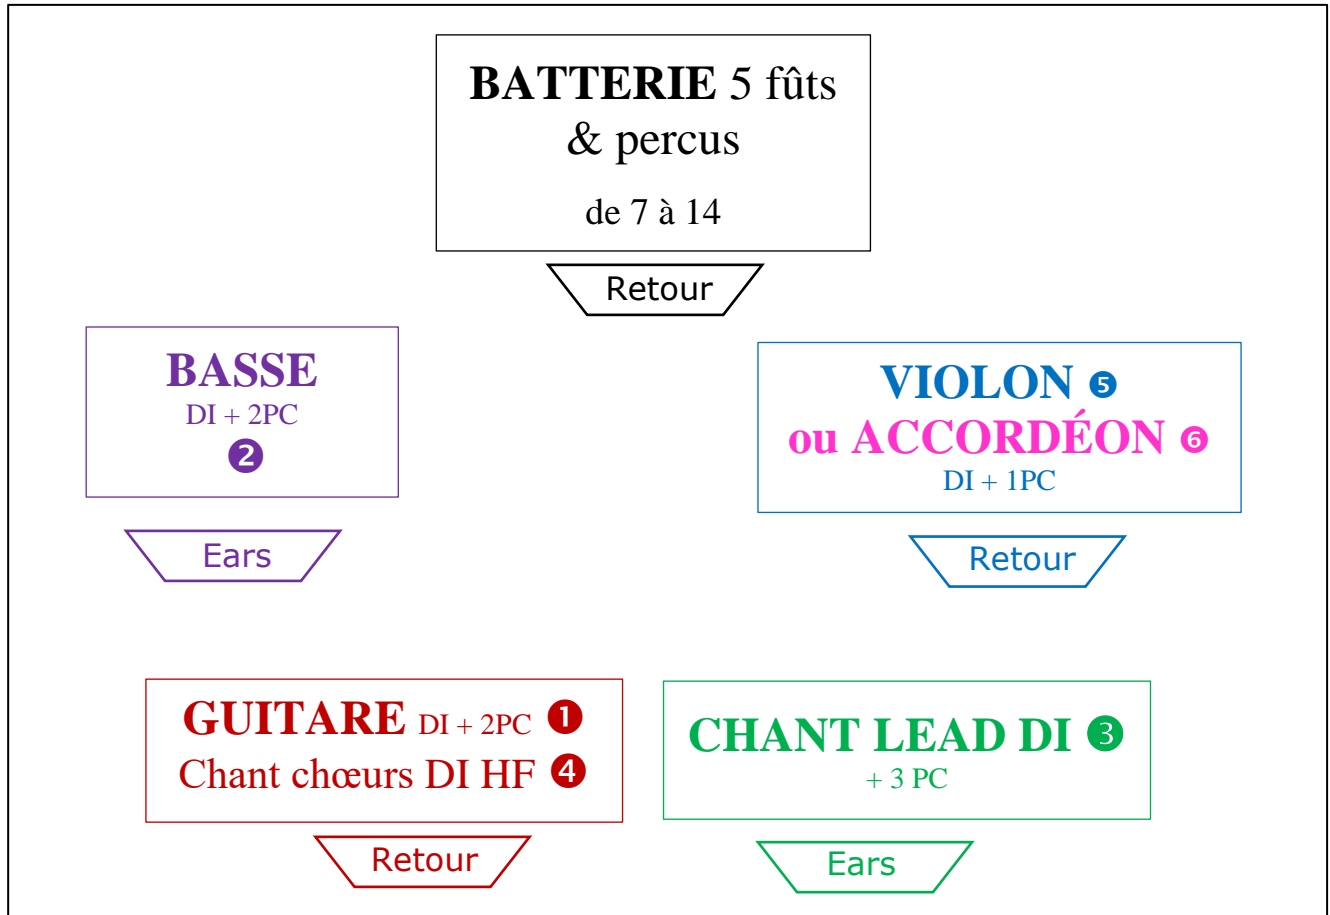 BATTERIE 5 fûts
& percus
de 7 à 14
Retour
BASSE
DI + 2PC
❷
Ears
VIOLON ❺
ou ACCORDÉON ❻
DI + 1PC
Retour
GUITARE DI + 2PC ❶
Chant chœurs DI HF ❹
Retour
CHANT LEAD DI ❸
+ 3 PC
Ears